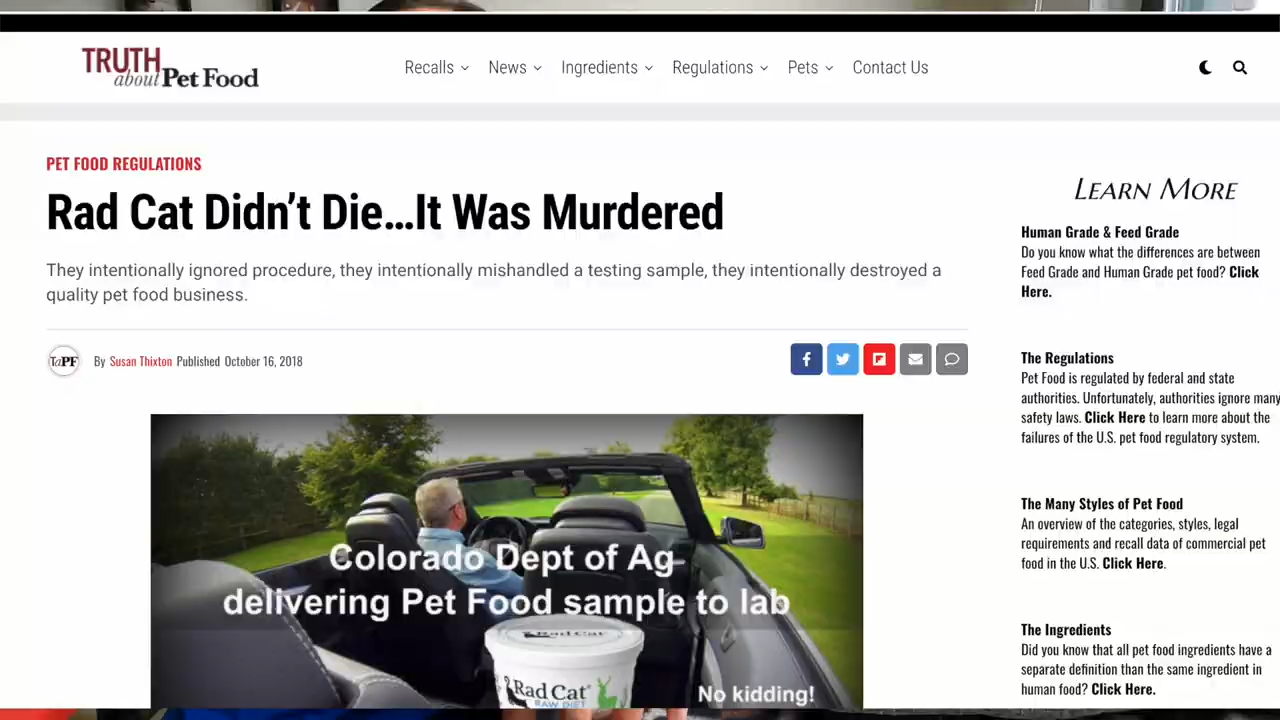 TRUTH
about Pet Food
Recalls
News
Ingredients
Regulations
Pets
Contact Us
PET FOOD REGULATIONS
Rad Cat Didn’t Die…It Was Murdered
They intentionally ignored procedure, they intentionally mishandled a testing sample, they intentionally destroyed a
quality pet food business.
TaPF
By Susan Thixton Published October 16, 2018
Colorado Dept of Ag
delivering Pet Food sample to lab
Rad Cat
Rad Cat
RAW DIET
No kidding!
LEARN MORE
Human Grade & Feed Grade
Do you know what the differences are between
Feed Grade and Human Grade pet food? Click
Here.
The Regulations
Pet Food is regulated by federal and state
authorities. Unfortunately, authorities ignore many
safety laws. Click Here to learn more about the
failures of the U.S. pet food regulatory system.
The Many Styles of Pet Food
An overview of the categories, styles, legal
requirements and recall data of commercial pet
food in the U.S. Click Here.
The Ingredients
Did you know that all pet food ingredients have a
separate definition than the same ingredient in
human food? Click Here.